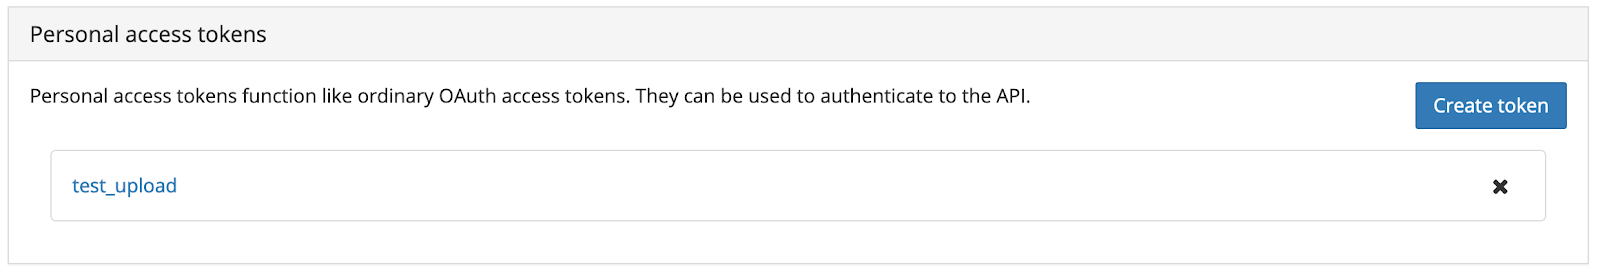 Personal access tokens
Personal access tokens function like ordinary OAuth access tokens. They can be used to authenticate to the API.
Create token
test_upload